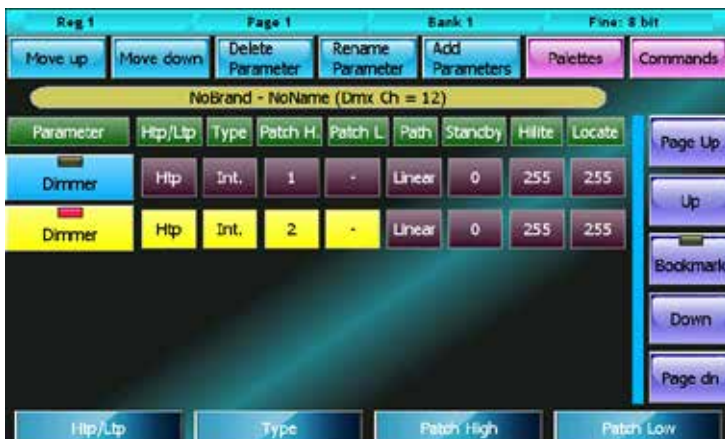 Reg 1 Page 1 Bank 1 Fine: 8 bit
Move up Move down Delete Parameter Rename Parameter Add Parameters Palettes Commands
NoBrand - NoName (Dmx Ch = 12)
Parameter Htp/Ltp Type Patch H. Patch L Path Standby Hilite Locate
Dimmer Htp Int. 1 - Linear 0 255 255
Dimmer Htp Int. 2 - Linear 0 255 255
Page Up
Up
Bookmark
Down
Page dn
Htp/Ltp Type Patch High Patch Low